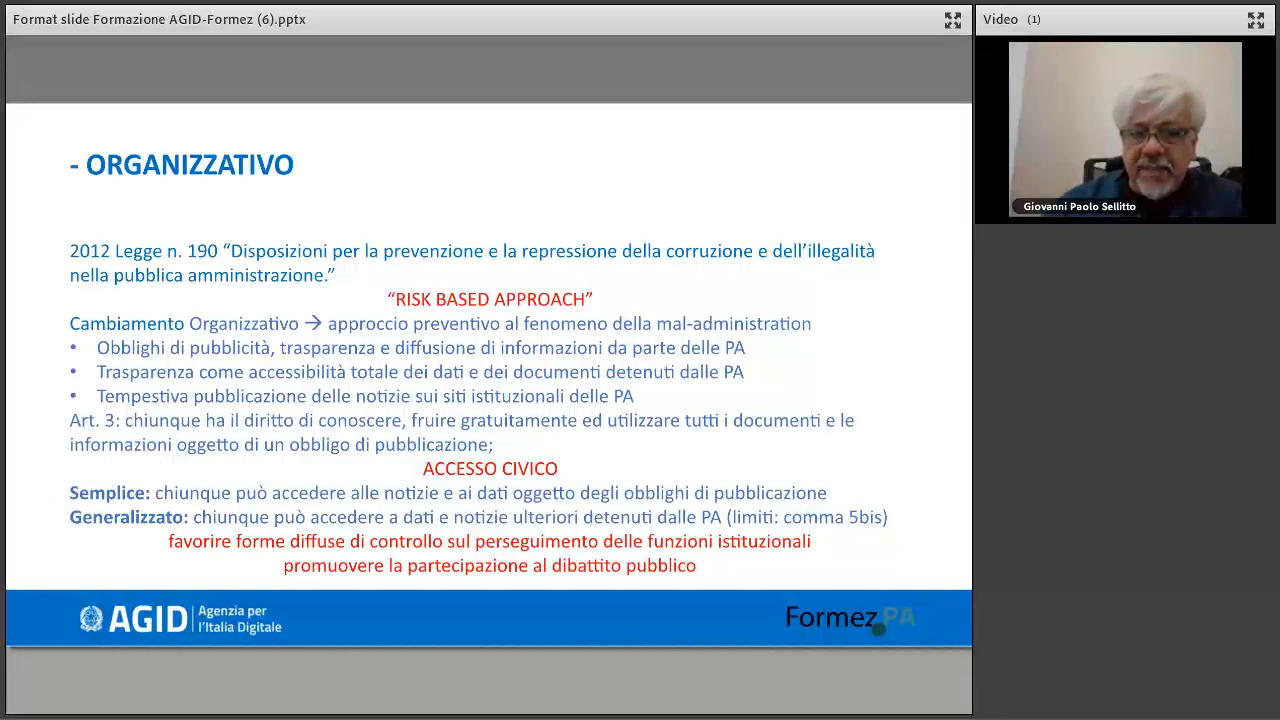 Format slide Formazione AGID-Formez (6).pptx
Video (1)
Giovanni Paolo Sellitto
- ORGANIZZATIVO
2012 Legge n. 190 “Disposizioni per la prevenzione e la repressione della corruzione e dell’illegalità
nella pubblica amministrazione.”
“RISK BASED APPROACH”
Cambiamento Organizzativo → approccio preventivo al fenomeno della mal-administration
• Obblighi di pubblicità, trasparenza e diffusione di informazioni da parte delle PA
• Trasparenza come accessibilità totale dei dati e dei documenti detenuti dalle PA
• Tempestiva pubblicazione delle notizie sui siti istituzionali delle PA
Art. 3: chiunque ha il diritto di conoscere, fruire gratuitamente ed utilizzare tutti i documenti e le
informazioni oggetto di un obbligo di pubblicazione;
ACCESSO CIVICO
Semplice: chiunque può accedere alle notizie e ai dati oggetto degli obblighi di pubblicazione
Generalizzato: chiunque può accedere a dati e notizie ulteriori detenuti dalle PA (limiti: comma 5bis)
favorire forme diffuse di controllo sul perseguimento delle funzioni istituzionali
promuovere la partecipazione al dibattito pubblico
AGID
Agenzia per
l’Italia Digitale
Formez PA